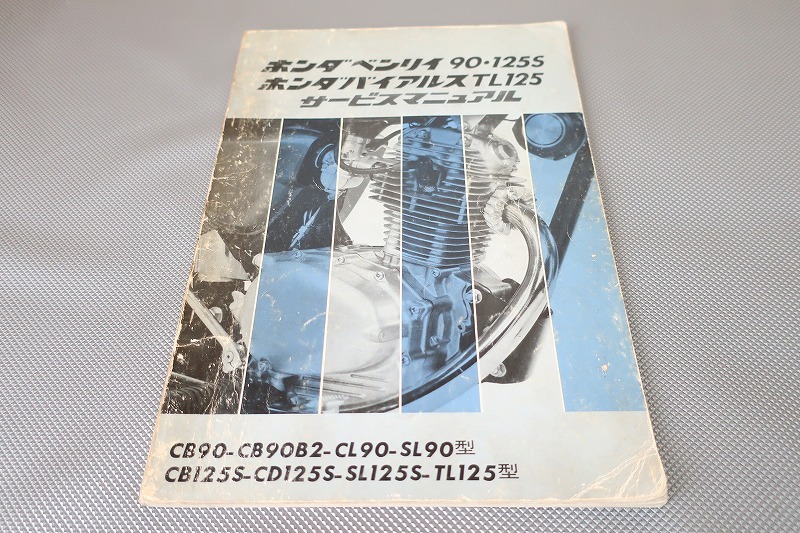 ホンダベンリイ 90・125S
ホンダバイアルス TL125
サービスマニュアル
CB90-CB90B2-CL90-SL90型
CB125S-CD125S-SL125S-TL125型